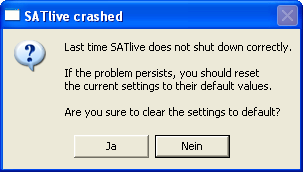 SATlive crashed
Last time SATlive does not shut down correctly.
If the problem persists, you should reset
the current settings to their default values.
Are you sure to clear the settings to default?
Ja
Nein